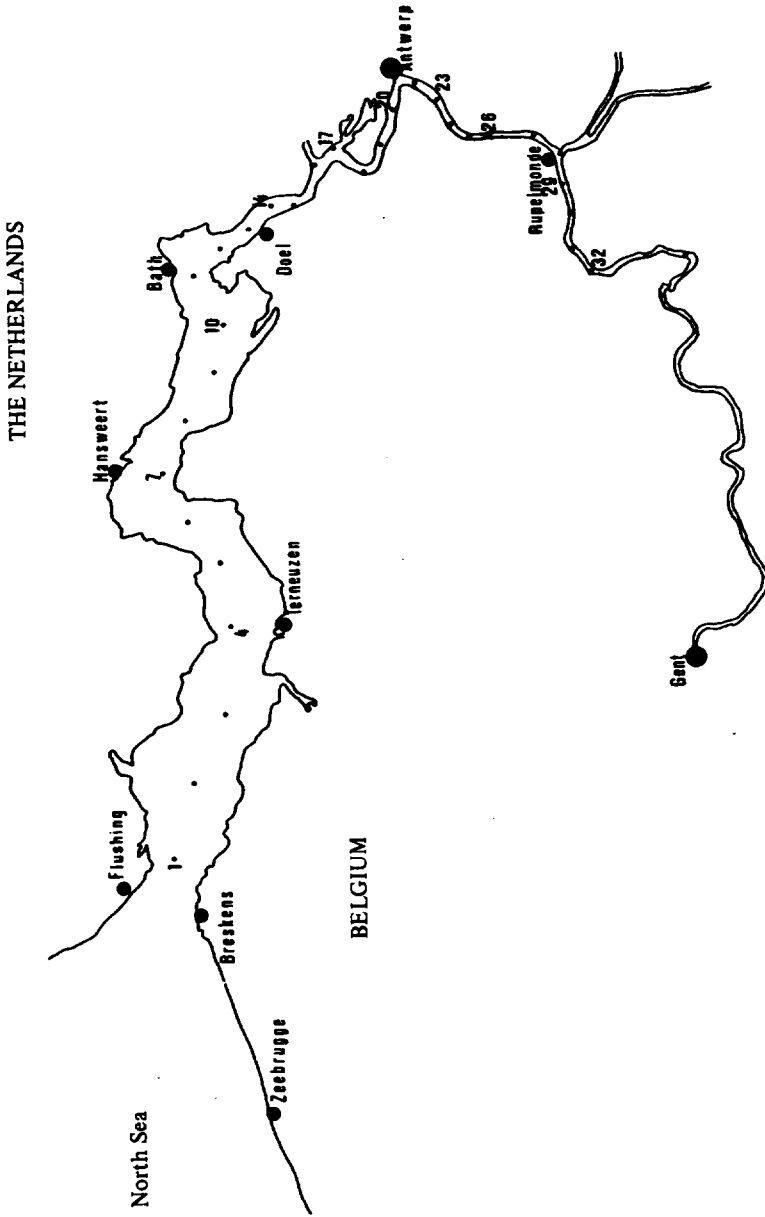 THE NETHERLANDS
North Sea
Flushing
1
Breskens
Zeebrugge
BELGIUM
4
Terneuzen
Hansweert
7
10
Bath
Doel
14
17
20
Antwerp
23
26
Rupelmonde
29
32
Gent